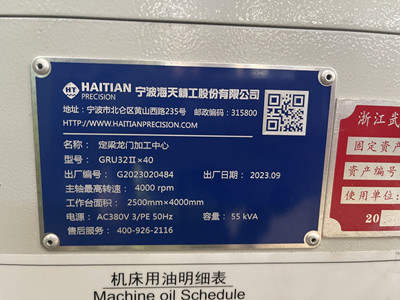 HT HAITIAN PRECISION 宁波海天精工股份有限公司
地址：宁波市北仑区黄山西路235号 邮政编码：315800
HTTP://WWW.HAITIANPRECISION.COM
名称：定梁龙门加工中心
型号：GRU32Ⅱ×40
出厂编号：G2023020484 出厂日期：2023.09
主轴最高转速：4000 rpm
工作台面积：2500mm×4000mm
电源：AC380V 3/PE 50Hz 容量：55 kVA
售后服务：400-926-2116
浙江武
固定资产
资产编号
使用单位：
20
机床用油明细表
Machine oil Schedule